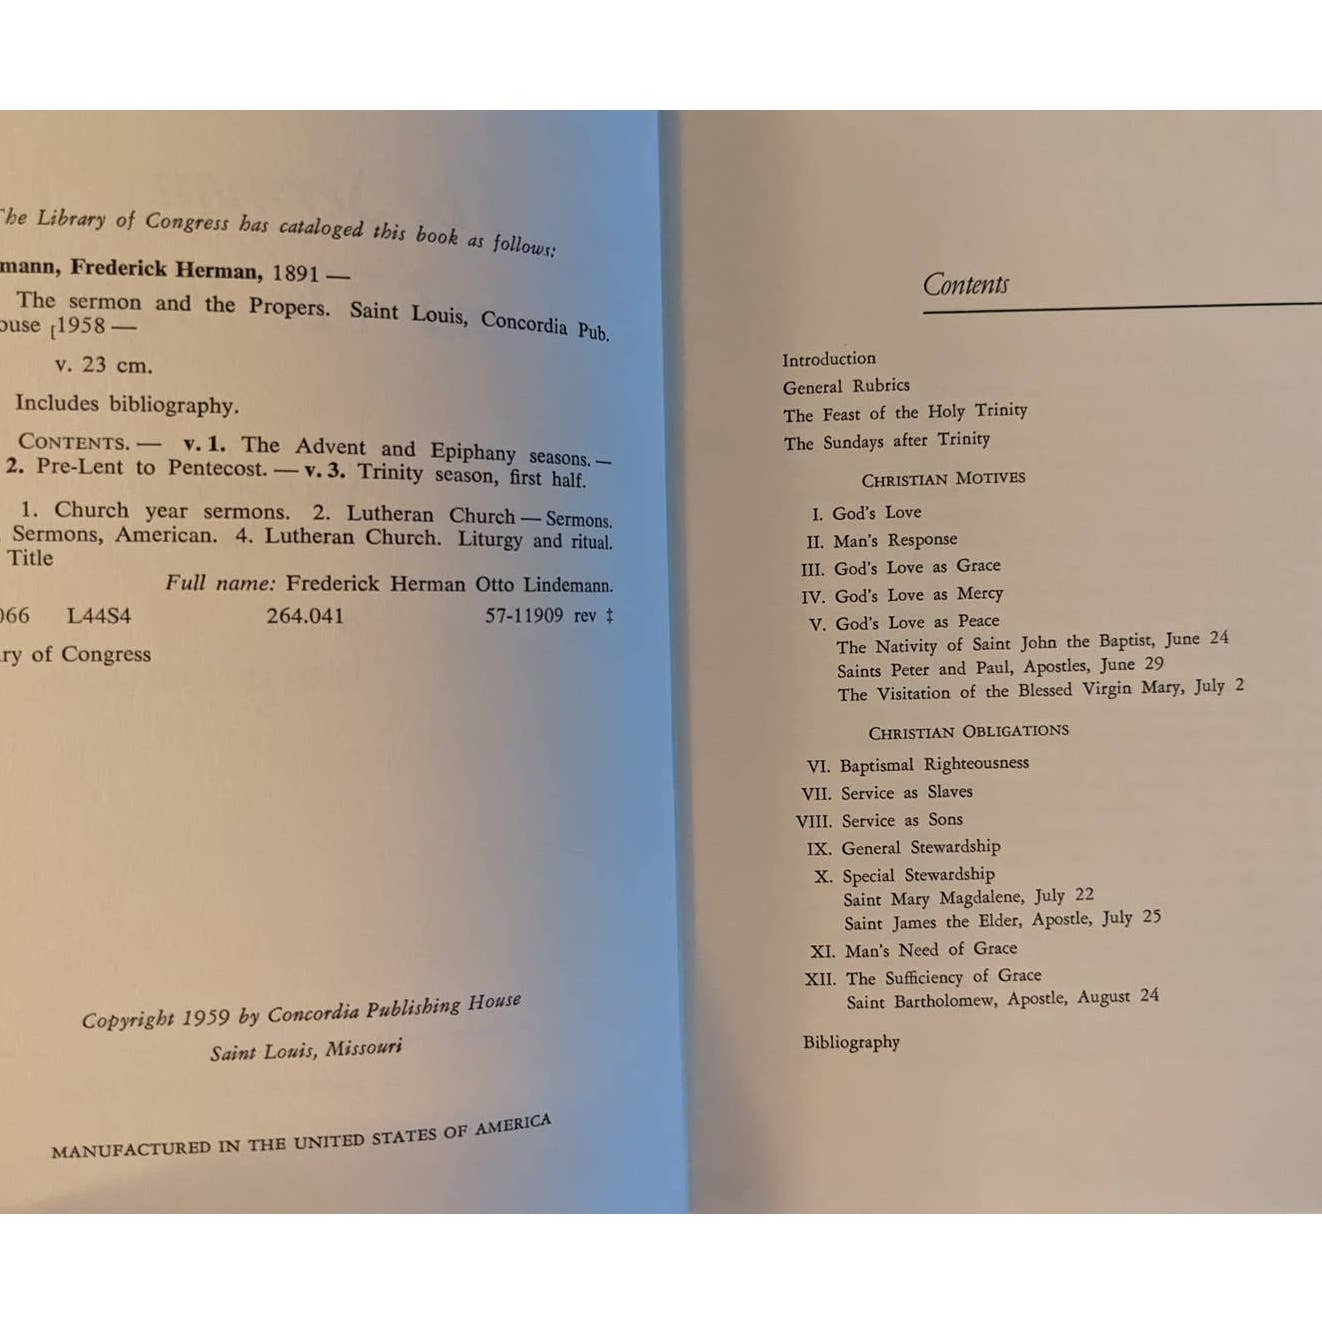 The Library of Congress has cataloged this book as follows:
mann, Frederick Herman, 1891 —
The sermon and the Propers. Saint Louis, Concordia Pub.
ouse [1958 —
v. 23 cm.
Includes bibliography.
CONTENTS. — v. 1. The Advent and Epiphany seasons. —
2. Pre-Lent to Pentecost. — v. 3. Trinity season, first half.
1. Church year sermons. 2. Lutheran Church — Sermons.
Sermons, American. 4. Lutheran Church. Liturgy and ritual.
Title
Full name: Frederick Herman Otto Lindemann.
066 L44S4 264.041 57-11909 rev ‡
ry of Congress
Copyright 1959 by Concordia Publishing House
Saint Louis, Missouri
MANUFACTURED IN THE UNITED STATES OF AMERICA
Contents
Introduction
General Rubrics
The Feast of the Holy Trinity
The Sundays after Trinity
CHRISTIAN MOTIVES
I. God's Love
II. Man's Response
III. God's Love as Grace
IV. God's Love as Mercy
V. God's Love as Peace
The Nativity of Saint John the Baptist, June 24
Saints Peter and Paul, Apostles, June 29
The Visitation of the Blessed Virgin Mary, July 2
CHRISTIAN OBLIGATIONS
VI. Baptismal Righteousness
VII. Service as Slaves
VIII. Service as Sons
IX. General Stewardship
X. Special Stewardship
Saint Mary Magdalene, July 22
Saint James the Elder, Apostle, July 25
XI. Man's Need of Grace
XII. The Sufficiency of Grace
Saint Bartholomew, Apostle, August 24
Bibliography